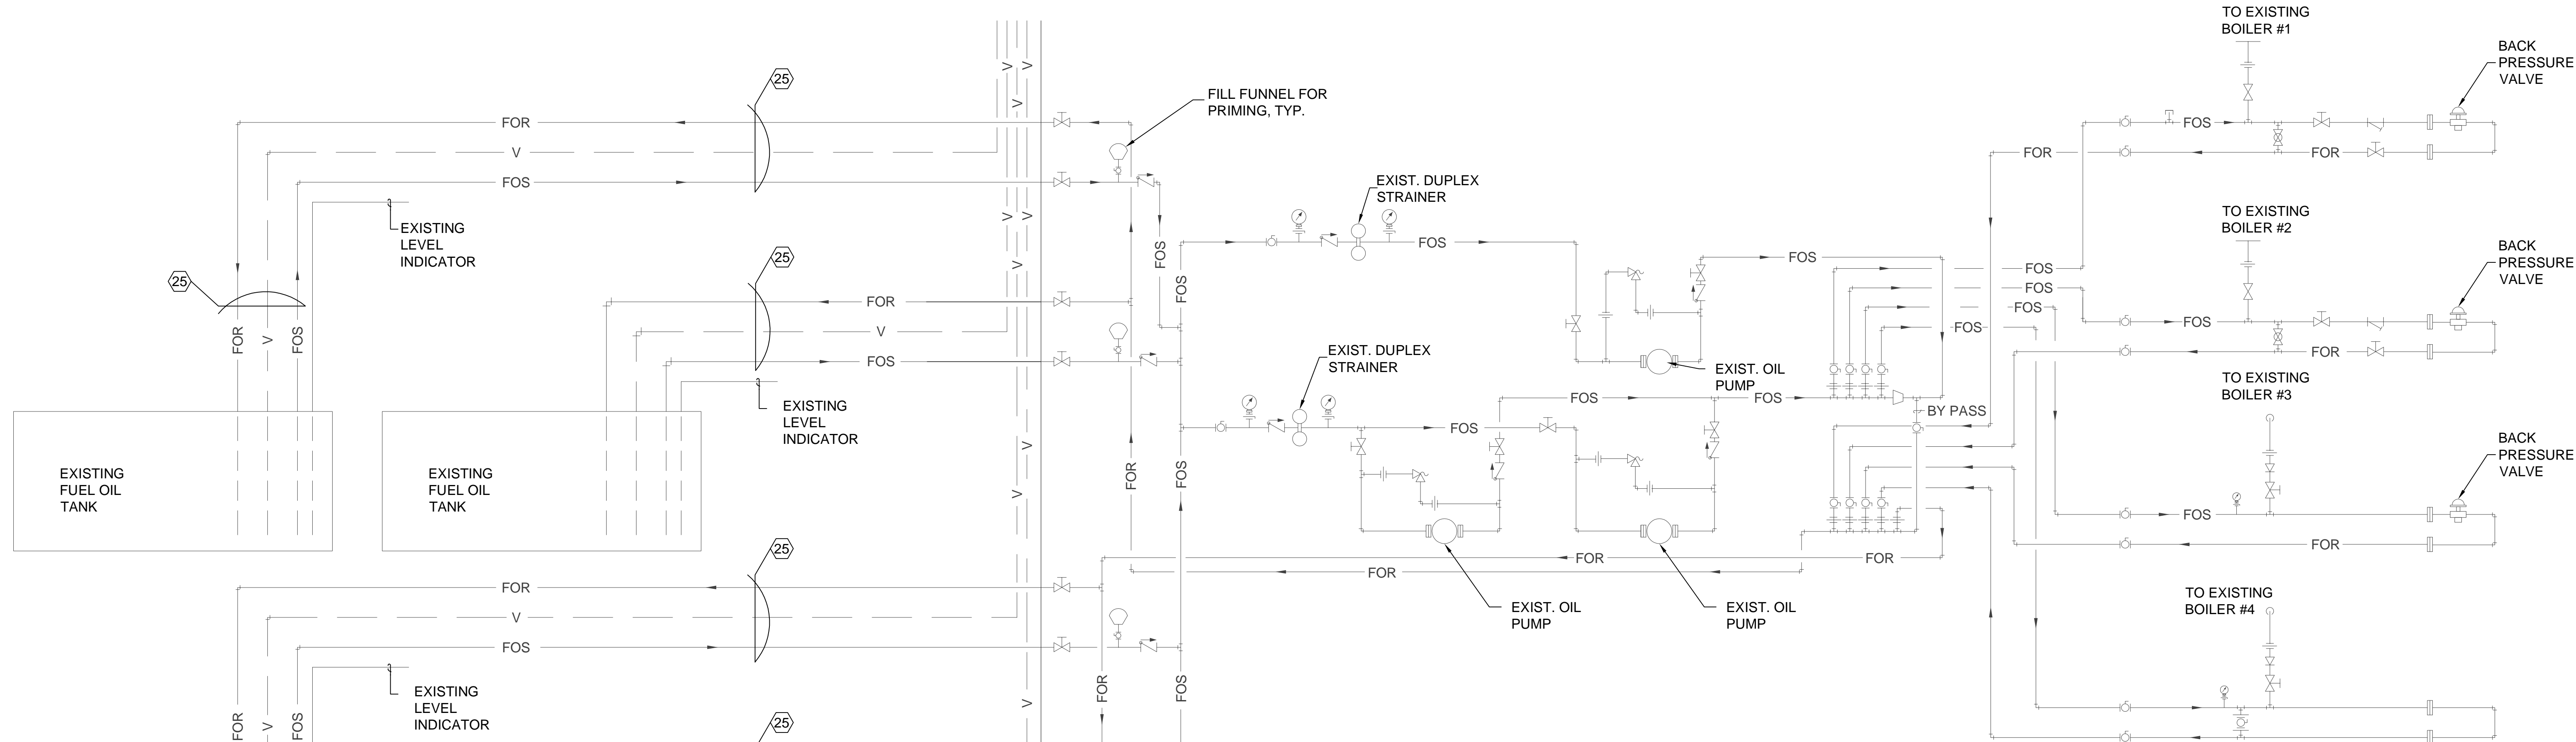 TO EXISTING
BOILER #1
BACK
PRESSURE
VALVE
25
FILL FUNNEL FOR
PRIMING, TYP.
V
V
V
FOR
FOS
V
FOR
FOR
FOS
EXIST. DUPLEX
STRAINER
EXISTING
LEVEL
INDICATOR
V
V
V
FOS
FOS
FOS
FOS
TO EXISTING
BOILER #2
BACK
PRESSURE
VALVE
25
25
FOR
V
FOS
FOR
V
FOS
FOS
FOS
FOS
FOS
FOS
FOR
EXIST. DUPLEX
STRAINER
EXIST. OIL
PUMP
TO EXISTING
BOILER #3
EXISTING
LEVEL
INDICATOR
FOS
FOS
BY PASS
FOS
V
V
BACK
PRESSURE
VALVE
EXISTING
FUEL OIL
TANK
EXISTING
FUEL OIL
TANK
FOR
FOS
V
FOS
FOR
25
FOR
FOR
FOR
FOR
V
FOS
EXIST. OIL
PUMP
EXIST. OIL
PUMP
TO EXISTING
BOILER #4
EXISTING
LEVEL
INDICATOR
FOR
V
FOS
25
V
FOR
FOS